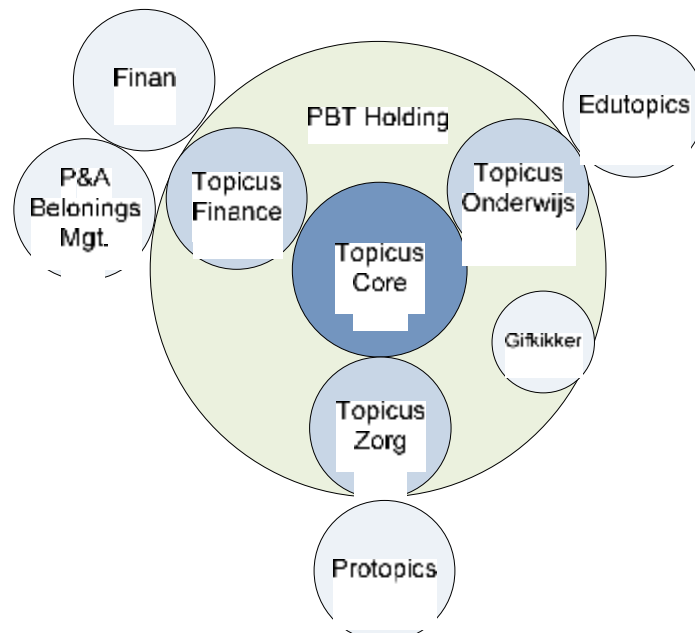 Finan
PBT Holding
Edutopics
P&A
Belonings
Mgt.
Topicus
Finance
Topicus
Onderwijs
Topicus
Core
Gifkikker
Topicus
Zorg
Protopics